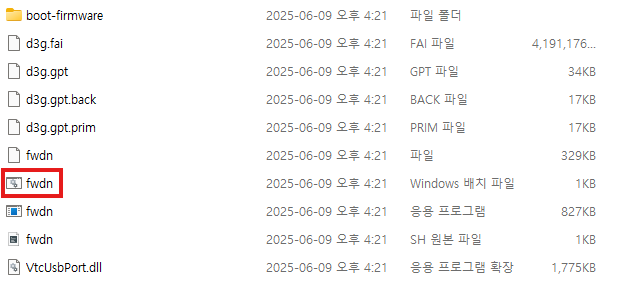 boot-firmware 2025-06-09 오후 4:21 파일 폴더
d3g.fai 2025-06-09 오후 4:21 FAI 파일 4,191,176...
d3g.gpt 2025-06-09 오후 4:21 GPT 파일 34KB
d3g.gpt.back 2025-06-09 오후 4:21 BACK 파일 17KB
d3g.gpt.prim 2025-06-09 오후 4:21 PRIM 파일 17KB
fwdn 2025-06-09 오후 4:21 파일 329KB
fwdn 2025-06-09 오후 4:21 Windows 배치 파일 1KB
fwdn 2025-06-09 오후 4:21 응용 프로그램 827KB
fwdn 2025-06-09 오후 4:21 SH 원본 파일 1KB
VtcUsbPort.dll 2025-06-09 오후 4:21 응용 프로그램 확장 1,775KB